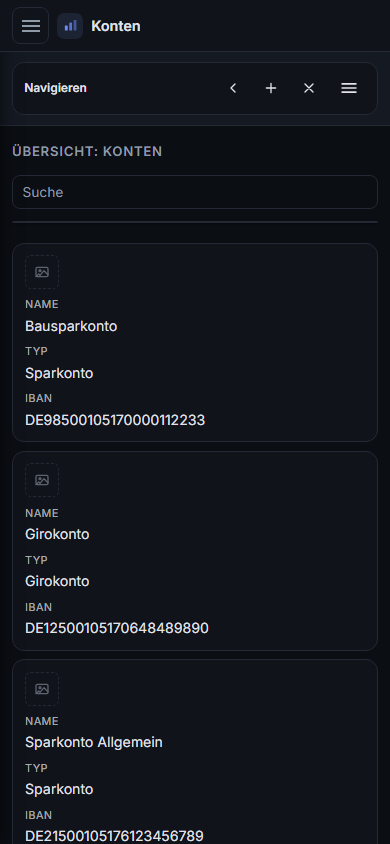 Konten
Navigieren
ÜBERSICHT: KONTEN
Suche
NAME
Bausparkonto
TYP
Sparkonto
IBAN
DE98500105170000112233
NAME
Girokonto
TYP
Girokonto
IBAN
DE12500105170648489890
NAME
Sparkonto Allgemein
TYP
Sparkonto
IBAN
DE21500105176123456789